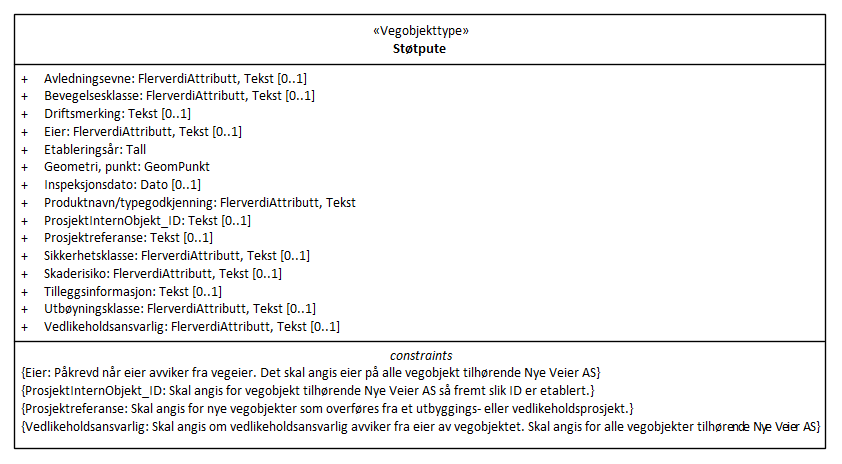 «Vegobjekttype»
Støtpute
+ Avledningsevne: FlerverdiAttributt, Tekst [0..1]
+ Bevegelsesklasse: FlerverdiAttributt, Tekst [0..1]
+ Driftsmerking: Tekst [0..1]
+ Eier: FlerverdiAttributt, Tekst [0..1]
+ Etableringsår: Tall
+ Geometri, punkt: GeomPunkt
+ Inspeksjonsdato: Dato [0..1]
+ Produktnavn/typegodkjenning: FlerverdiAttributt, Tekst
+ ProsjektInternObjekt_ID: Tekst [0..1]
+ Prosjektreferanse: Tekst [0..1]
+ Sikkerhetsklasse: FlerverdiAttributt, Tekst [0..1]
+ Skaderisiko: FlerverdiAttributt, Tekst [0..1]
+ Tilleggsinformasjon: Tekst [0..1]
+ Utbøyningsklasse: FlerverdiAttributt, Tekst [0..1]
+ Vedlikeholdsansvarlig: FlerverdiAttributt, Tekst [0..1]
constraints
{Eier: Påkrevd når eier avviker fra vegeier. Det skal angis eier på alle vegobjekt tilhørende Nye Veier AS}
{ProsjektInternObjekt_ID: Skal angis for vegobjekt tilhørende Nye Veier AS så fremt slik ID er etablert.}
{Prosjektreferanse: Skal angis for nye vegobjekter som overføres fra et utbyggings- eller vedlikeholdsprosjekt.}
{Vedlikeholdsansvarlig: Skal angis om vedlikeholdsansvarlig avviker fra eier av vegobjektet. Skal angis for alle vegobjekter tilhørende Nye Veier AS}